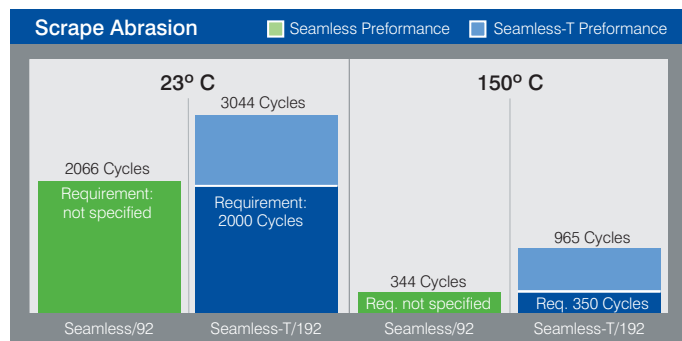 Scrape Abrasion
Seamless Preformance
Seamless-T Preformance
23º C
150º C
3044 Cycles
2066 Cycles
Requirement:
not specified
Requirement:
2000 Cycles
965 Cycles
344 Cycles
Req. not specified
Req. 350 Cycles
Seamless/92
Seamless-T/192
Seamless/92
Seamless-T/192